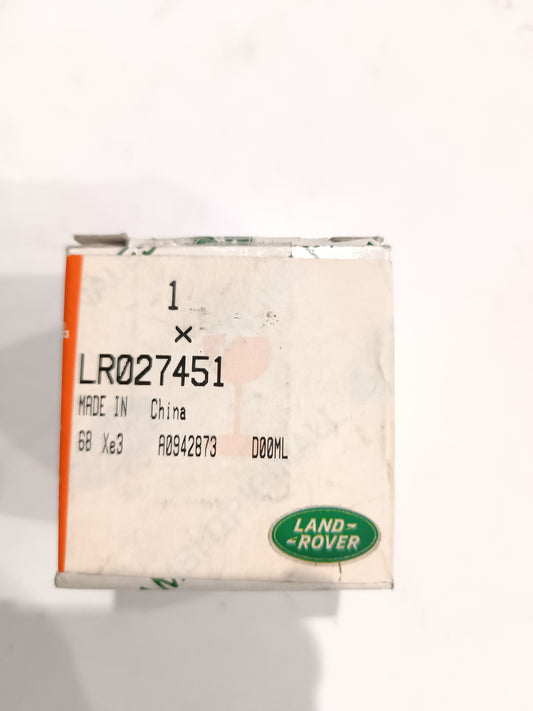 1
×
LR027451
MADE IN China
68 Xe3 A0942873 D00ML
LAND-
-ROVER